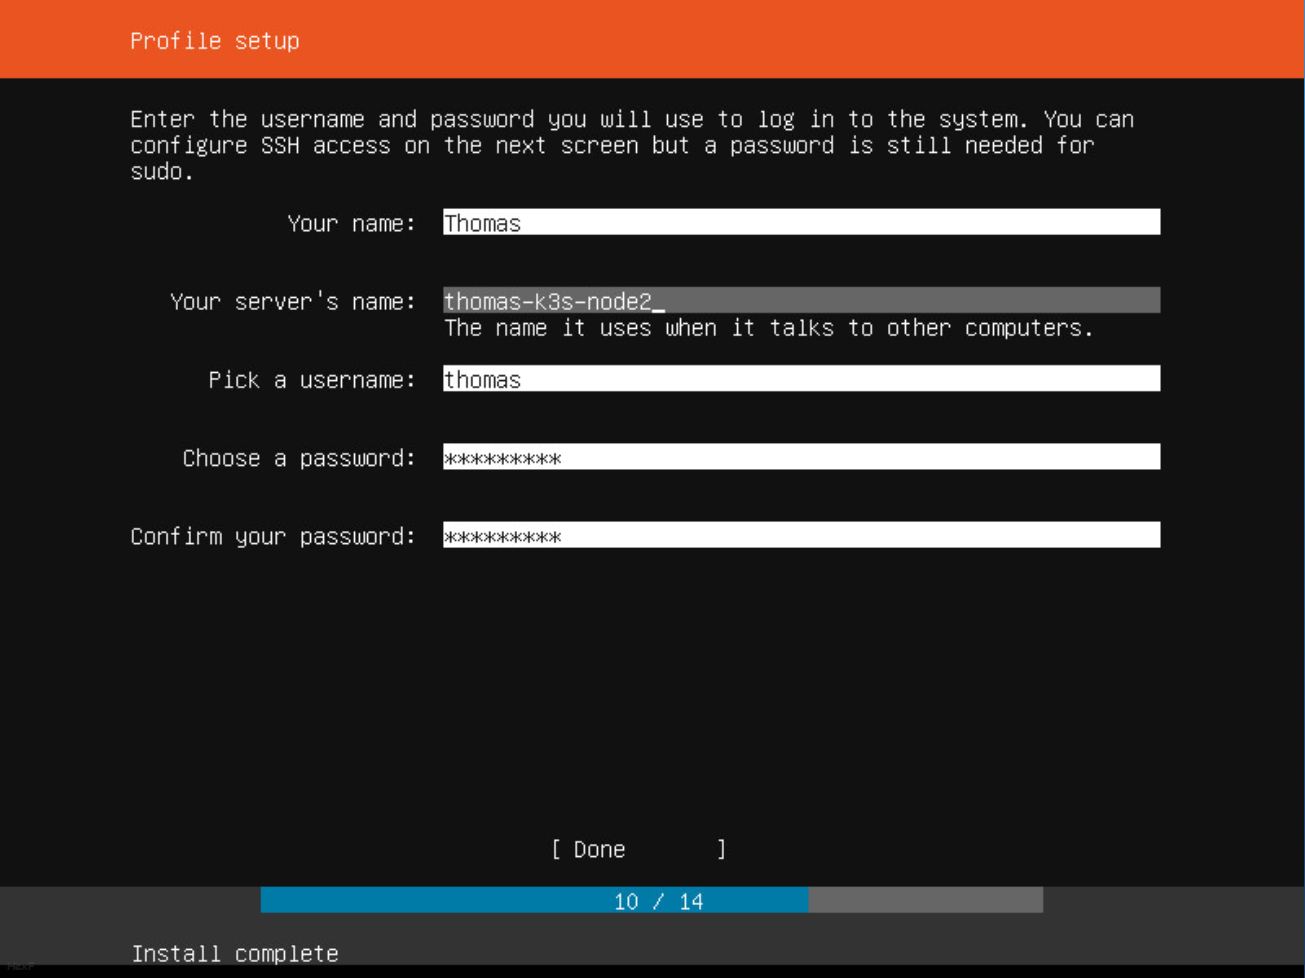 Profile setup
Enter the username and password you will use to log in to the system. You can
configure SSH access on the next screen but a password is still needed for
sudo.
Your name: Thomas
Your server's name: thomas-k3s-node2_
The name it uses when it talks to other computers.
Pick a username: thomas
Choose a password: *********
Confirm your password: *********
[ Done ]
10 / 14
Install complete